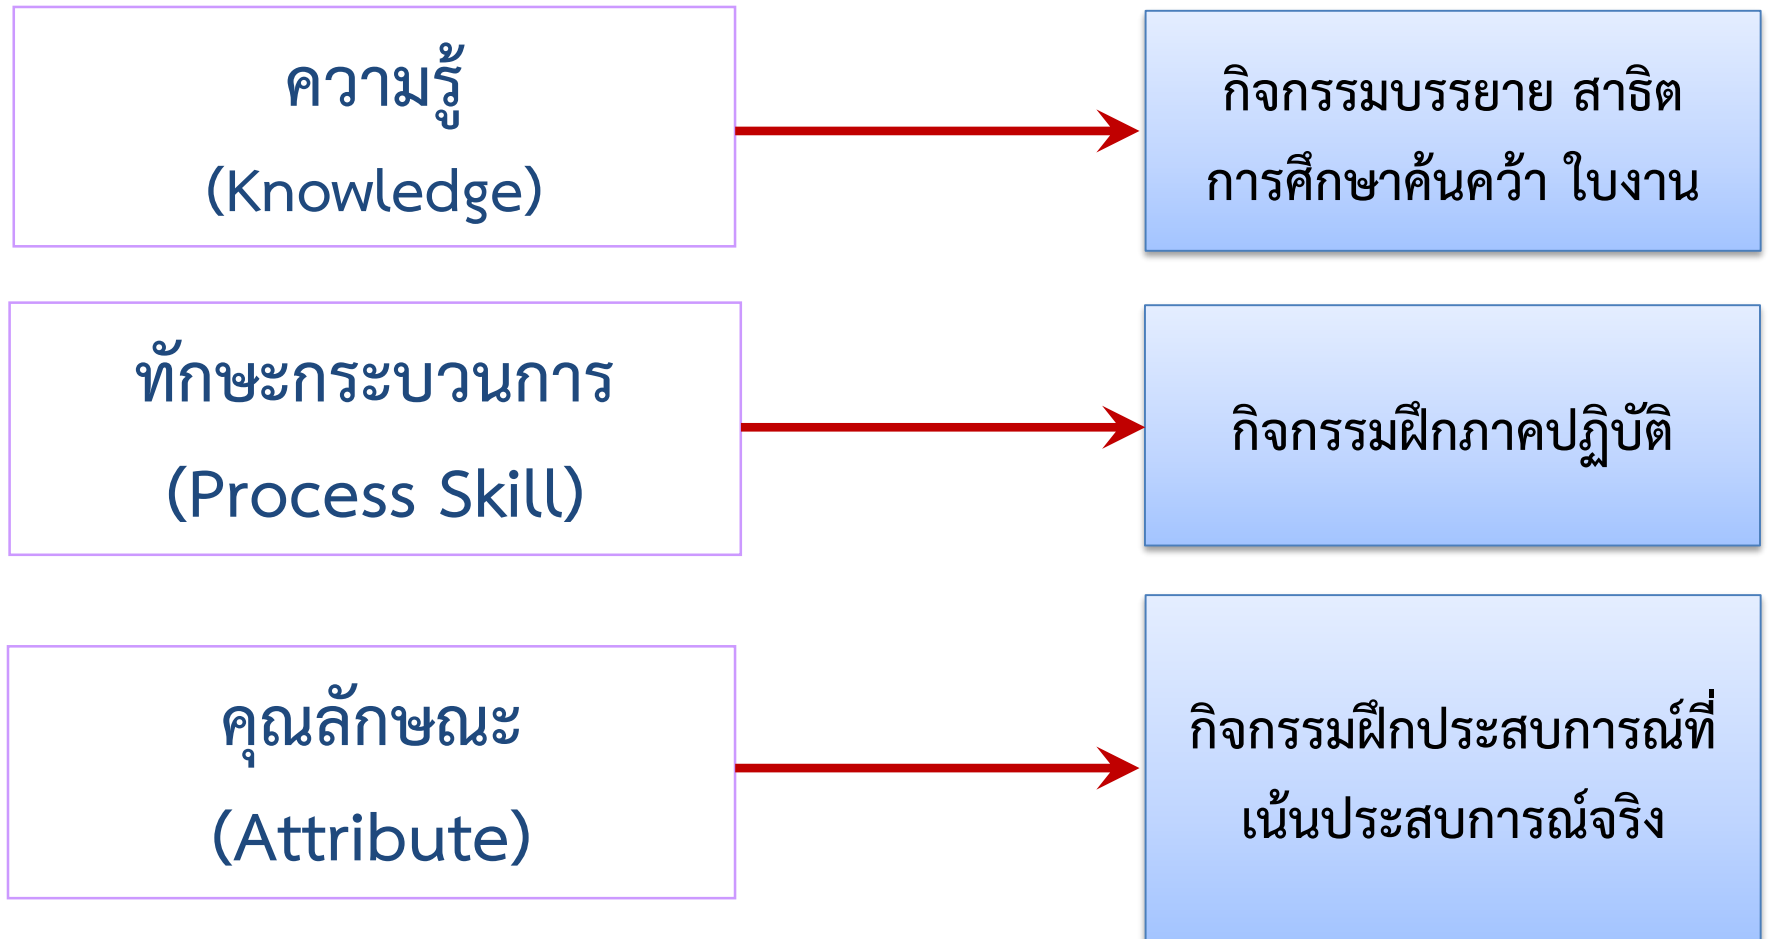 ความรู้
(Knowledge)
กิจกรรมบรรยาย สาธิต
การศึกษาค้นคว้า ใบงาน
ทักษะกระบวนการ
(Process Skill)
กิจกรรมฝึกภาคปฏิบัติ
คุณลักษณะ
(Attribute)
กิจกรรมฝึกประสบการณ์ที่
เน้นประสบการณ์จริง